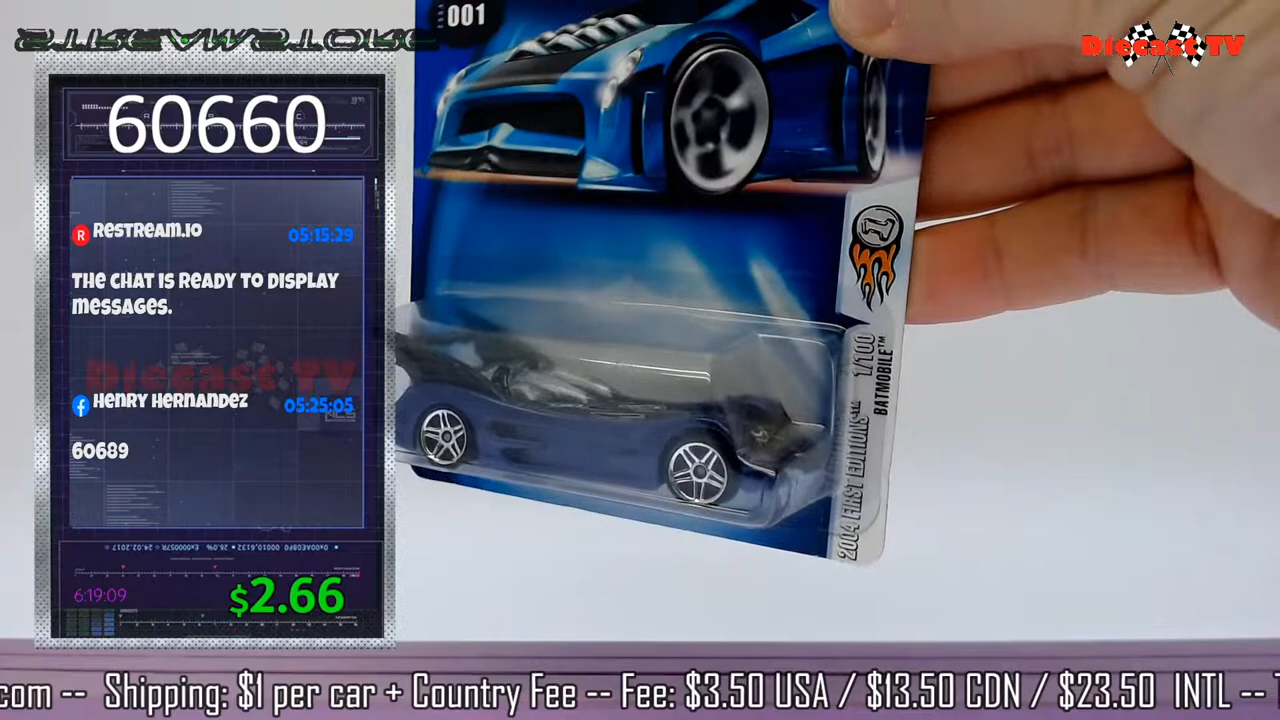 001
Diecast TV
60660
Restream.io 05:15:29
The chat is ready to display
messages.
Diecast TV
Henry Hernandez 05:25:05
60689
6:19:09
$2.66
2004 FIRST EDITIONS™ 1/100
BATMOBILE™
.com -- Shipping: $1 per car + Country Fee -- Fee: $3.50 USA / $13.50 CDN / $23.50 INTL --